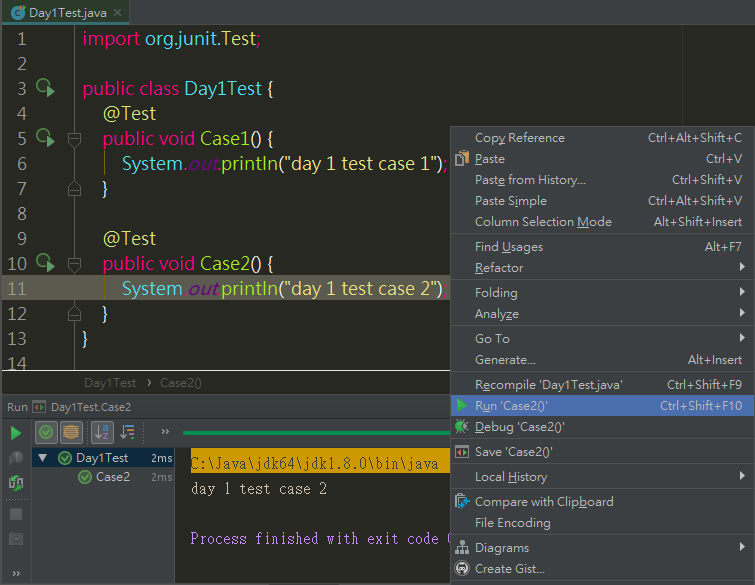 Day1Test.java
1 import org.junit.Test;
2
3 public class Day1Test {
4 @Test
5 public void Case1() {
6 System.out.println("day 1 test case 1");
7 }
8
9 @Test
10 public void Case2() {
11 System.out.println("day 1 test case 2");
12 }
13 }
14
Day1Test › Case2()
Copy Reference Ctrl+Alt+Shift+C
Paste Ctrl+V
Paste from History... Ctrl+Shift+V
Paste Simple Ctrl+Alt+Shift+V
Column Selection Mode Alt+Shift+Insert
Find Usages Alt+F7
Refactor
Folding
Analyze
Go To
Generate... Alt+Insert
Recompile 'Day1Test.java' Ctrl+Shift+F9
Run 'Case2()' Ctrl+Shift+F10
Debug 'Case2()'
Save 'Case2()'
Local History
Compare with Clipboard
File Encoding
Diagrams
Create Gist...
Run Day1Test.Case2
Day1Test 2ms
Case2 2ms
C:\Java\jdk64\jdk1.8.0\bin\java
day 1 test case 2
Process finished with exit code